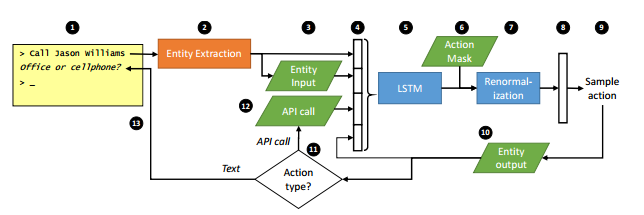 1
2
3
4
5
6
7
8
9
> Call Jason Williams
Office or cellphone?
> _
Entity Extraction
Entity
Input
LSTM
Action
Mask
Renormal-
ization
Sample
action
12
API call
13
API call
11
10
Entity
output
Text
Action
type?